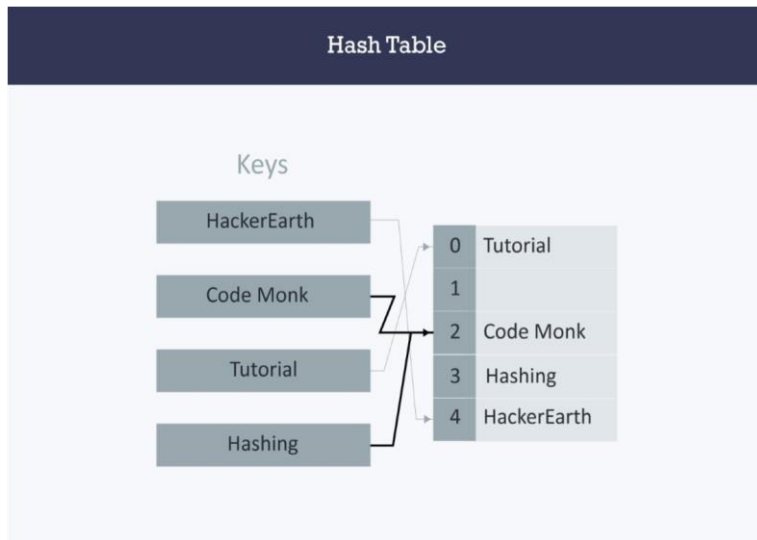 Hash Table
Keys
HackerEarth
Code Monk
Tutorial
Hashing
0 Tutorial
1
2 Code Monk
3 Hashing
4 HackerEarth